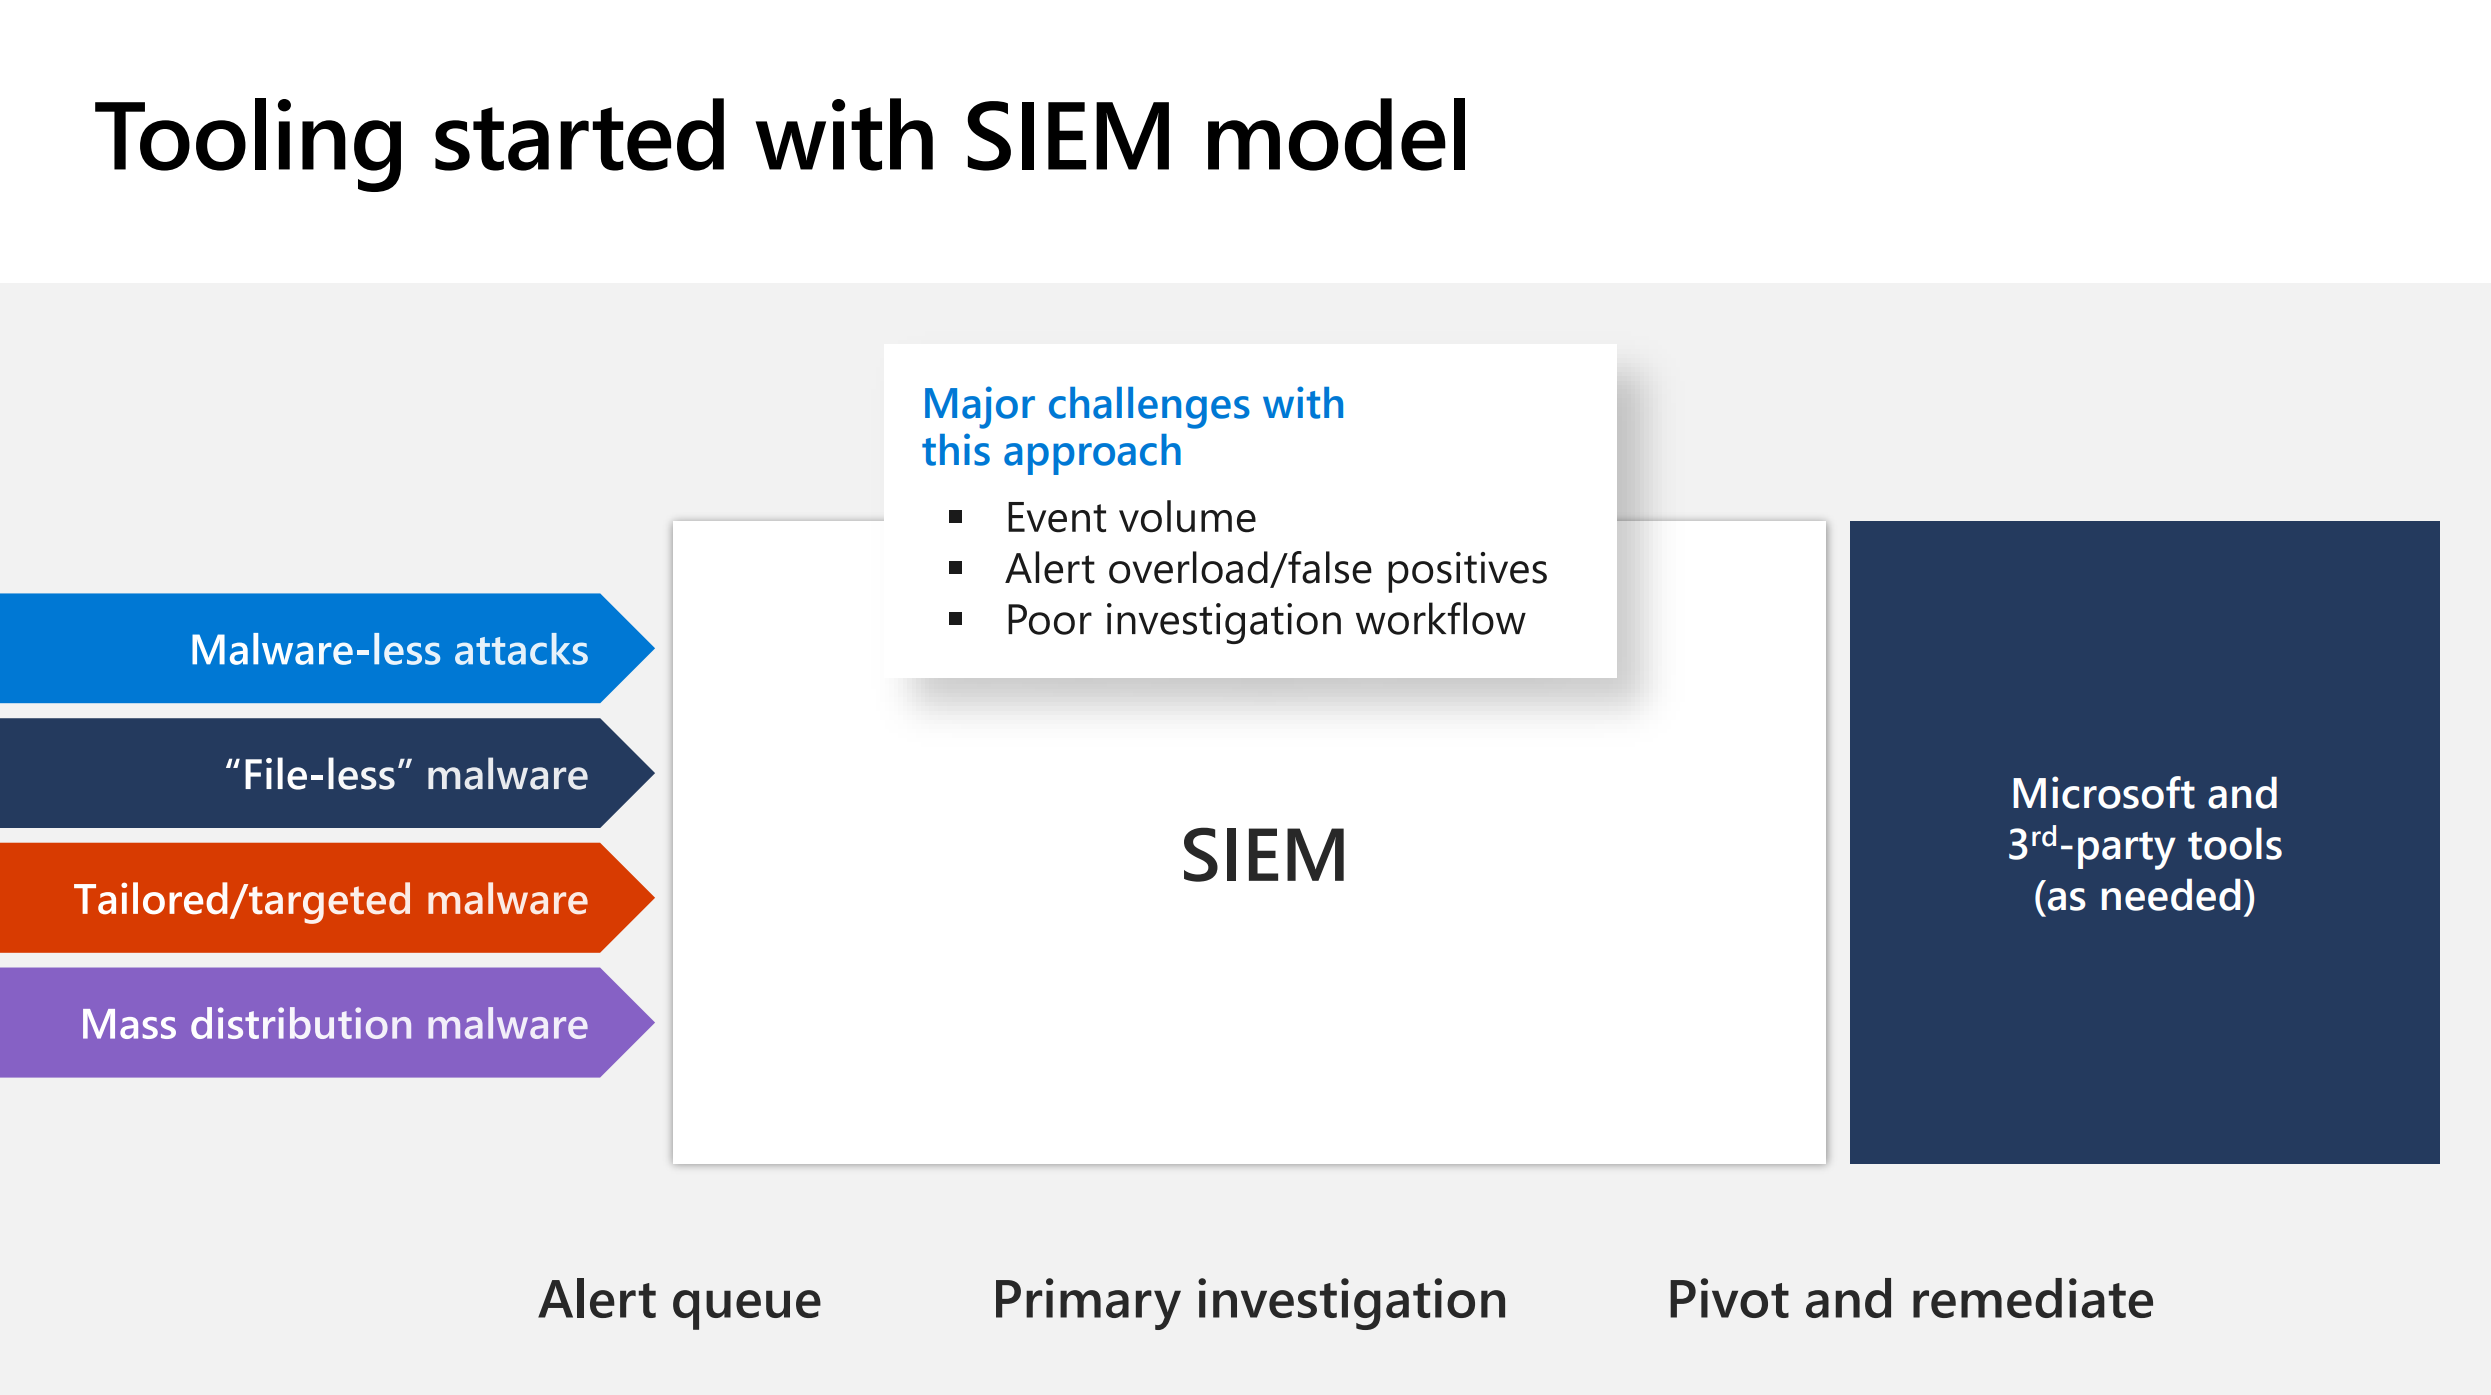 Tooling started with SIEM model
Major challenges with
this approach
▪ Event volume
▪ Alert overload/false positives
▪ Poor investigation workflow
Malware-less attacks
“File-less” malware
Tailored/targeted malware
Mass distribution malware
SIEM
Microsoft and
3rd-party tools
(as needed)
Alert queue
Primary investigation
Pivot and remediate